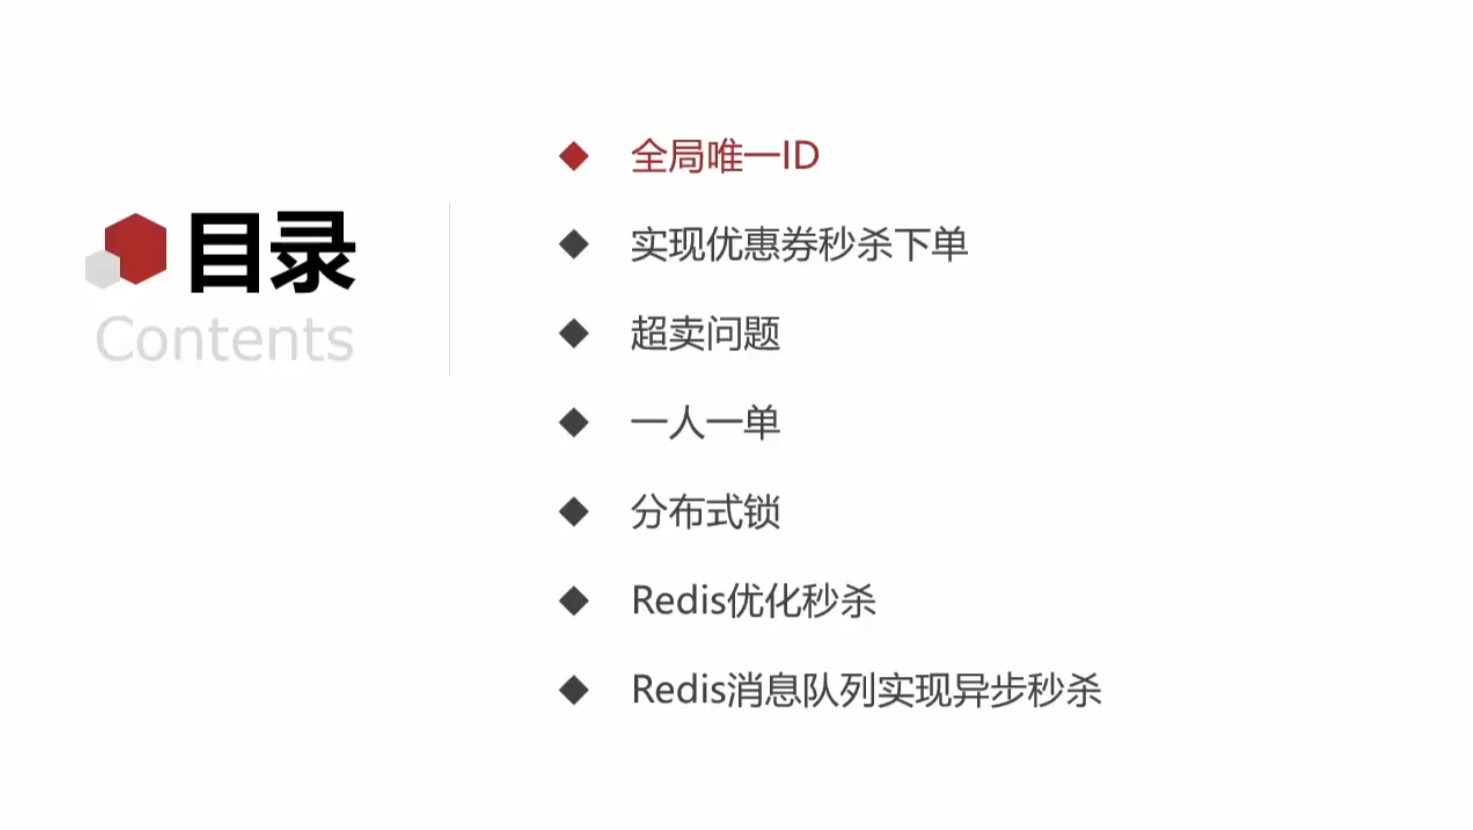 目录
Contents
全局唯一ID
实现优惠券秒杀下单
超卖问题
一人一单
分布式锁
Redis优化秒杀
Redis消息队列实现异步秒杀